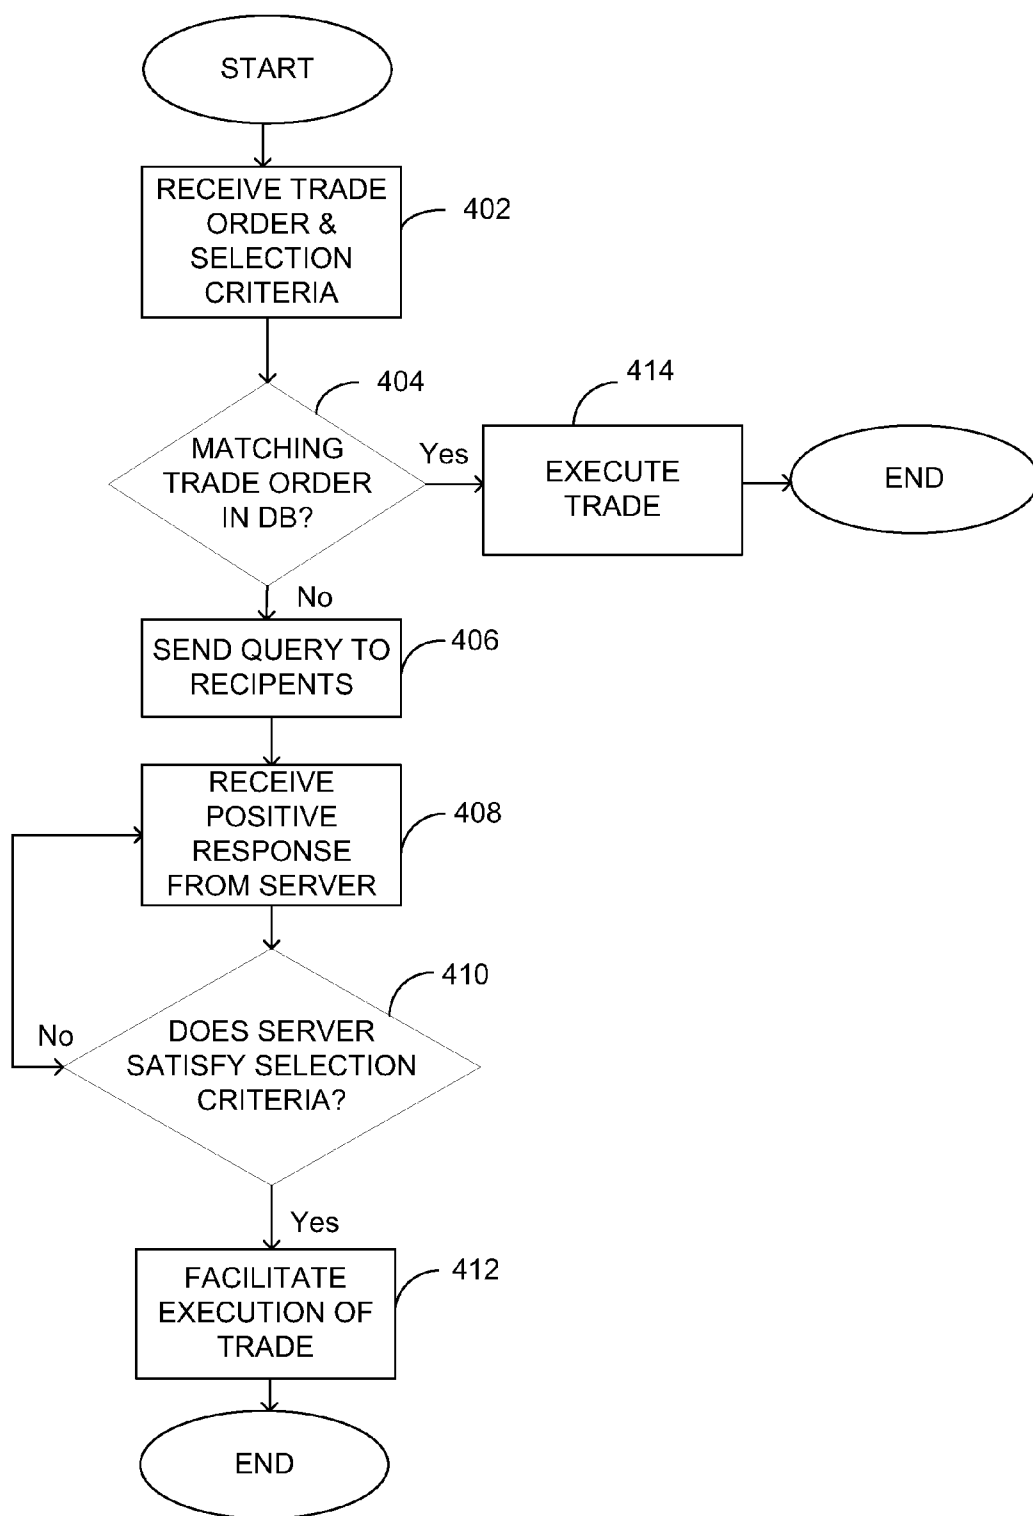 START
RECEIVE TRADE
ORDER &
SELECTION
CRITERIA
402
404
MATCHING
TRADE ORDER
IN DB?
Yes
414
EXECUTE
TRADE
END
No
SEND QUERY TO
RECIPENTS
406
RECEIVE
POSITIVE
RESPONSE
FROM SERVER
408
410
No
DOES SERVER
SATISFY SELECTION
CRITERIA?
Yes
FACILITATE
EXECUTION OF
TRADE
412
END